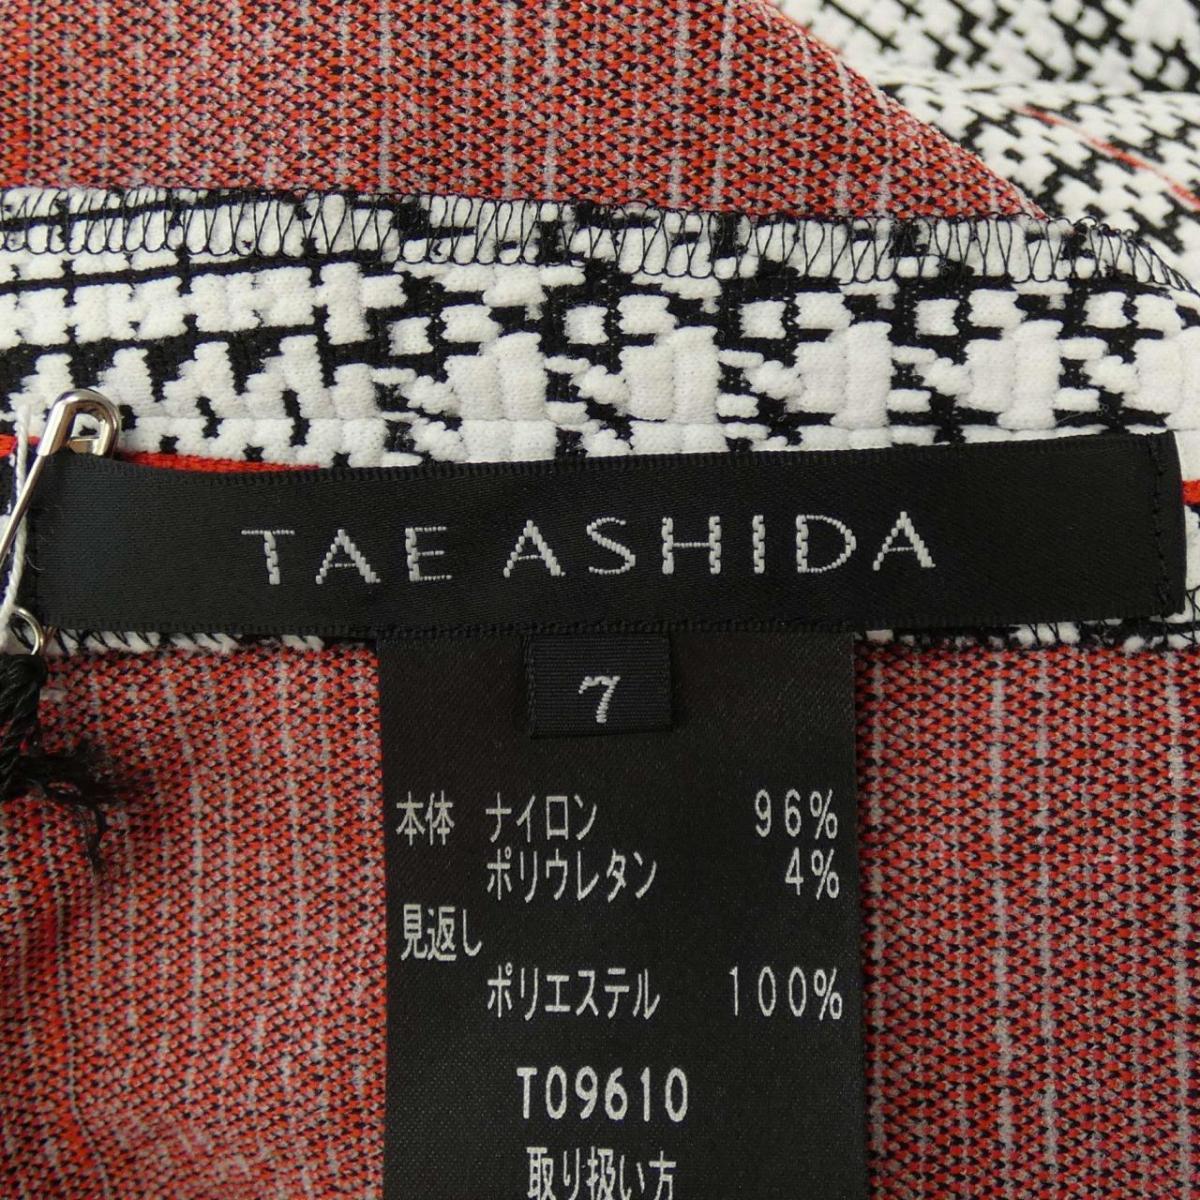 TAE ASHIDA
7
本体 ナイロン 96%
ポリウレタン 4%
見返し
ポリエステル 100%
T09610
取り扱い方